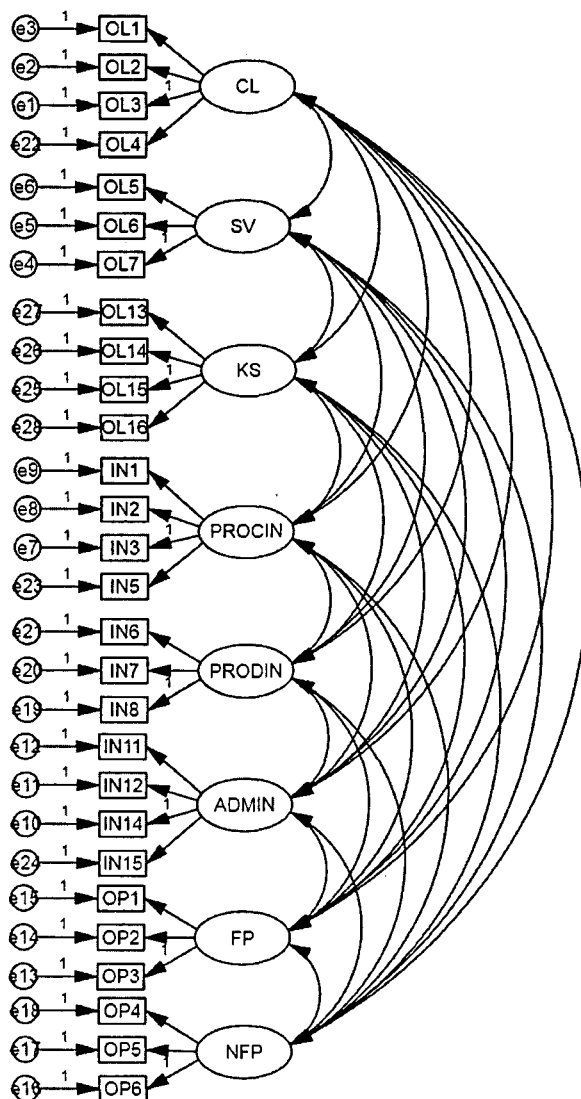 e3 1 OL1
e2 1 OL2
CL
e1 1 OL3 1
e22 1 OL4
e6 1 OL5
e5 1 OL6
SV
e4 1 OL7 1
e27 1 OL13
e26 1 OL14
KS
e25 1 OL15 1
e28 1 OL16
e9 1 IN1
e8 1 IN2
PROCIN
e7 1 IN3 1
e23 1 IN5
e21 1 IN6
e20 1 IN7
PRODIN
e19 1 IN8 1
e12 1 IN11
e11 1 IN12
ADMIN
e10 1 IN14 1
e24 1 IN15
e15 1 OP1
e14 1 OP2
FP
e13 1 OP3 1
e18 1 OP4
e17 1 OP5
NFP
e16 1 OP6 1